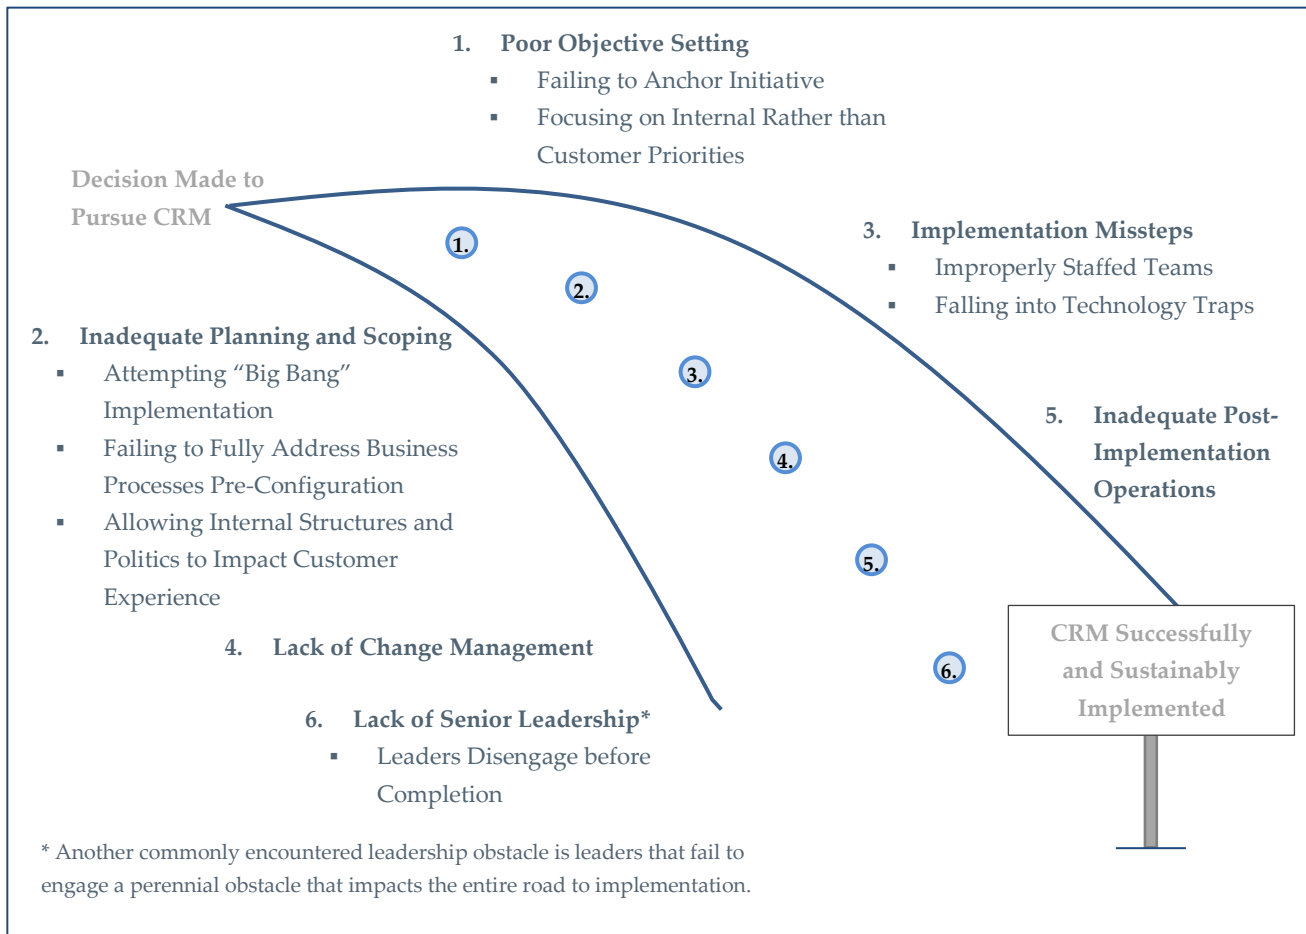 1. Poor Objective Setting
▪ Failing to Anchor Initiative
▪ Focusing on Internal Rather than
Customer Priorities
Decision Made to
Pursue CRM
3. Implementation Missteps
▪ Improperly Staffed Teams
▪ Falling into Technology Traps
1.
2.
3.
4.
5.
6.
2. Inadequate Planning and Scoping
▪ Attempting “Big Bang”
Implementation
▪ Failing to Fully Address Business
Processes Pre-Configuration
▪ Allowing Internal Structures and
Politics to Impact Customer
Experience
5. Inadequate Post-
Implementation
Operations
4. Lack of Change Management
CRM Successfully
and Sustainably
Implemented
6. Lack of Senior Leadership*
▪ Leaders Disengage before
Completion
* Another commonly encountered leadership obstacle is leaders that fail to
engage a perennial obstacle that impacts the entire road to implementation.